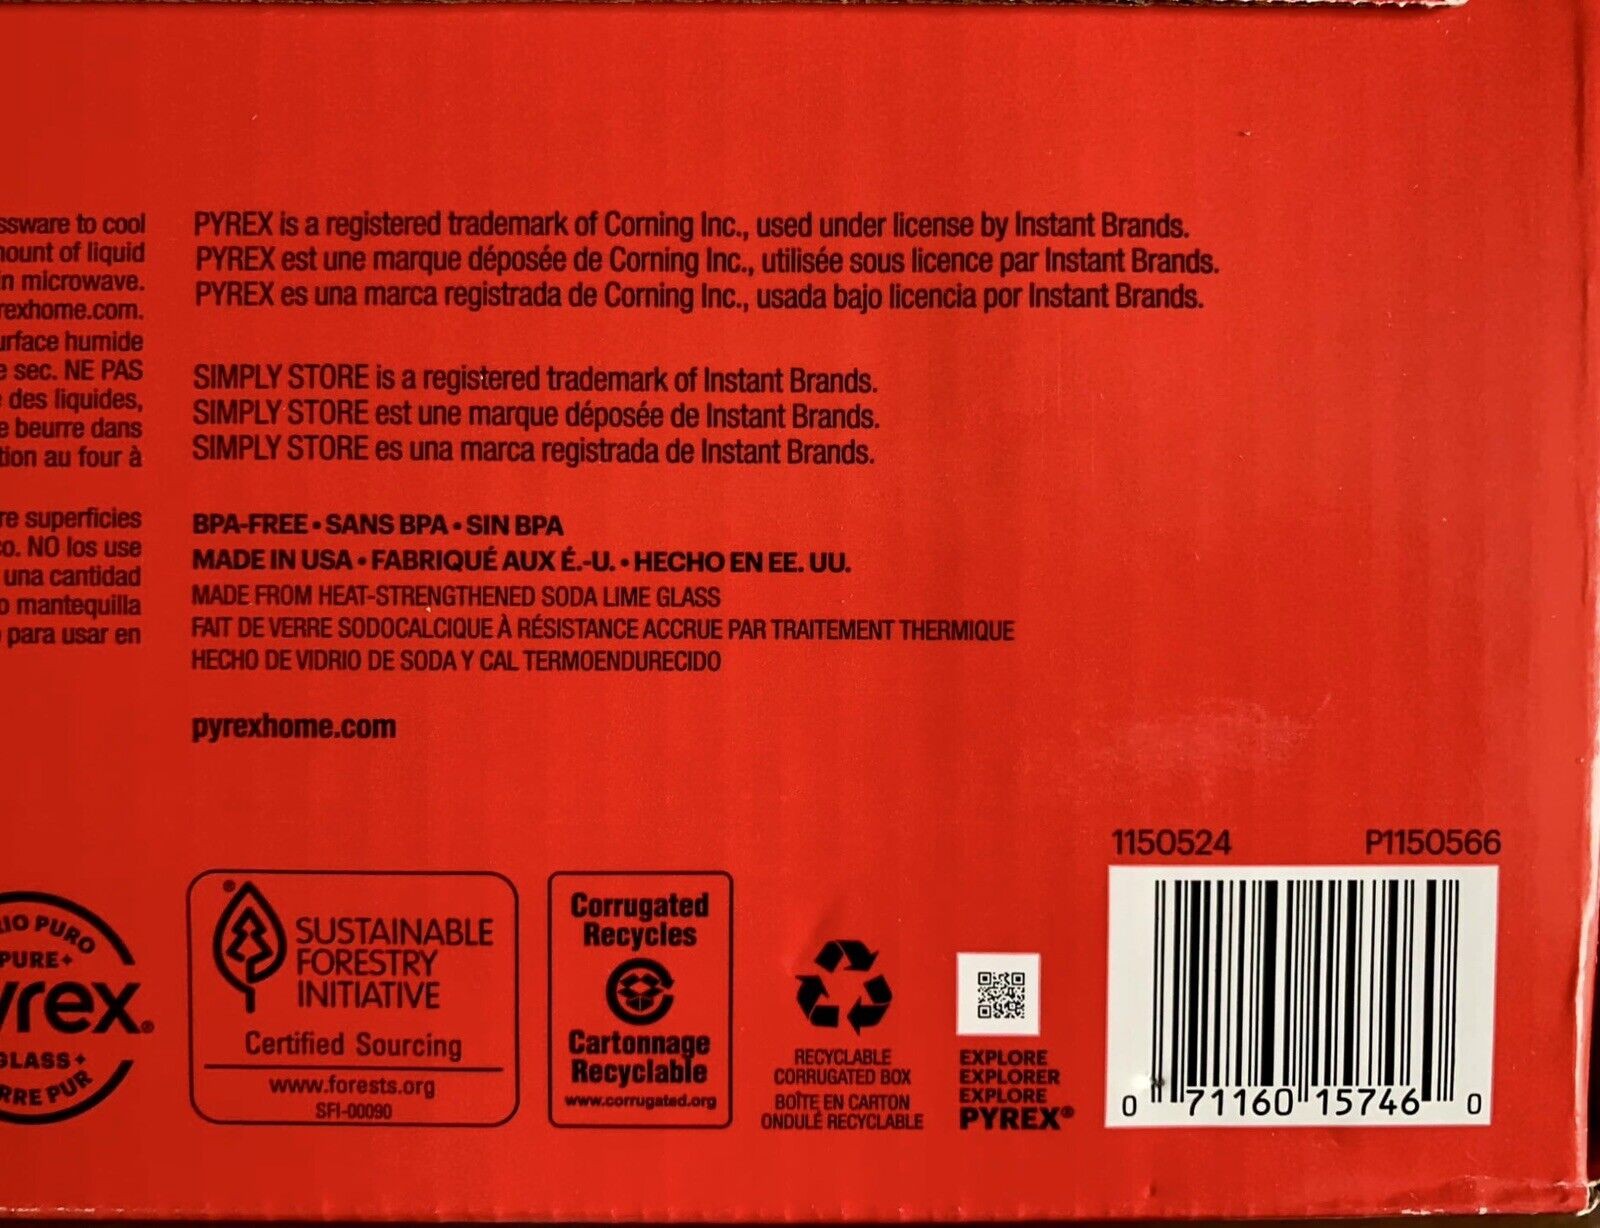 ssware to cool
mount of liquid
in microwave.
rexhome.com.
urface humide
e sec. NE PAS
des liquides,
e beurre dans
tion au four à
re superficies
co. NO los use
una cantidad
o mantequilla
para usar en
PYREX is a registered trademark of Corning Inc., used under license by Instant Brands.
PYREX est une marque déposée de Corning Inc., utilisée sous licence par Instant Brands.
PYREX es una marca registrada de Corning Inc., usada bajo licencia por Instant Brands.
SIMPLY STORE is a registered trademark of Instant Brands.
SIMPLY STORE est une marque déposée de Instant Brands.
SIMPLY STORE es una marca registrada de Instant Brands.
BPA-FREE • SANS BPA • SIN BPA
MADE IN USA • FABRIQUÉ AUX É.-U. • HECHO EN EE. UU.
MADE FROM HEAT-STRENGTHENED SODA LIME GLASS
FAIT DE VERRE SODOCALCIQUE À RÉSISTANCE ACCRUE PAR TRAITEMENT THERMIQUE
HECHO DE VIDRIO DE SODA Y CAL TERMOENDURECIDO
pyrexhome.com
IO PURO
PURE+
yrex®
GLASS+
RRE PUR
®
SUSTAINABLE
FORESTRY
INITIATIVE
Certified Sourcing
www.forests.org
SFI-00090
Corrugated
Recycles
Cartonnage
Recyclable
www.corrugated.org
RECYCLABLE
CORRUGATED BOX
BOÎTE EN CARTON
ONDULÉ RECYCLABLE
EXPLORE
EXPLORER
EXPLORE
PYREX®
1150524 P1150566
0 71160 15746 0